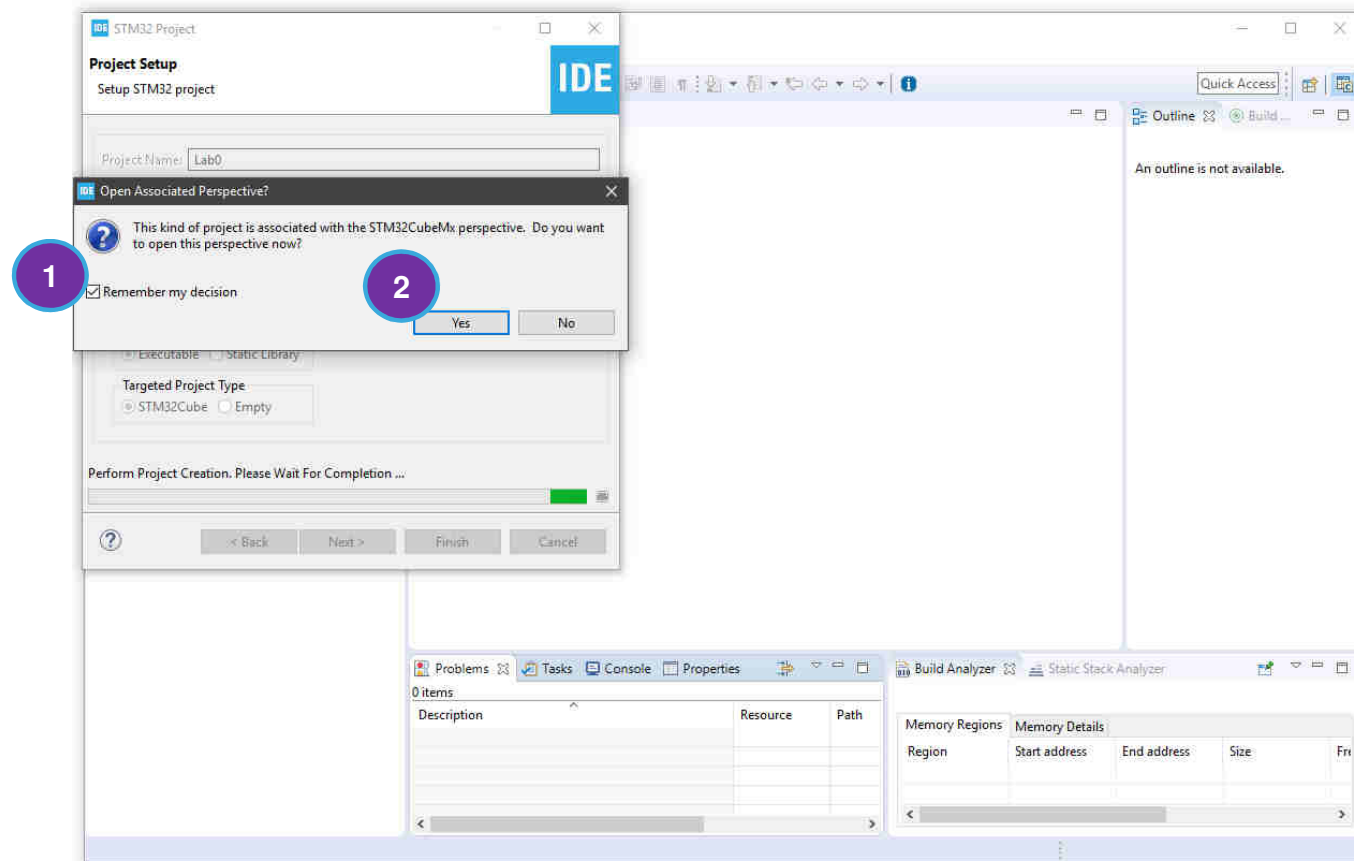 IDE STM32 Project
Project Setup
Setup STM32 project
IDE
Quick Access
Outline Build ...
Project Name: Lab0
An outline is not available.
IDE Open Associated Perspective?
This kind of project is associated with the STM32CubeMx perspective. Do you want
to open this perspective now?
1
2
Remember my decision
Yes No
Executable Static Library
Targeted Project Type
STM32Cube Empty
Perform Project Creation. Please Wait For Completion ...
< Back Next > Finish Cancel
Problems Tasks Console Properties
0 items
Description Resource Path
Build Analyzer Static Stack Analyzer
Memory Regions Memory Details
Region Start address End address Size Fre